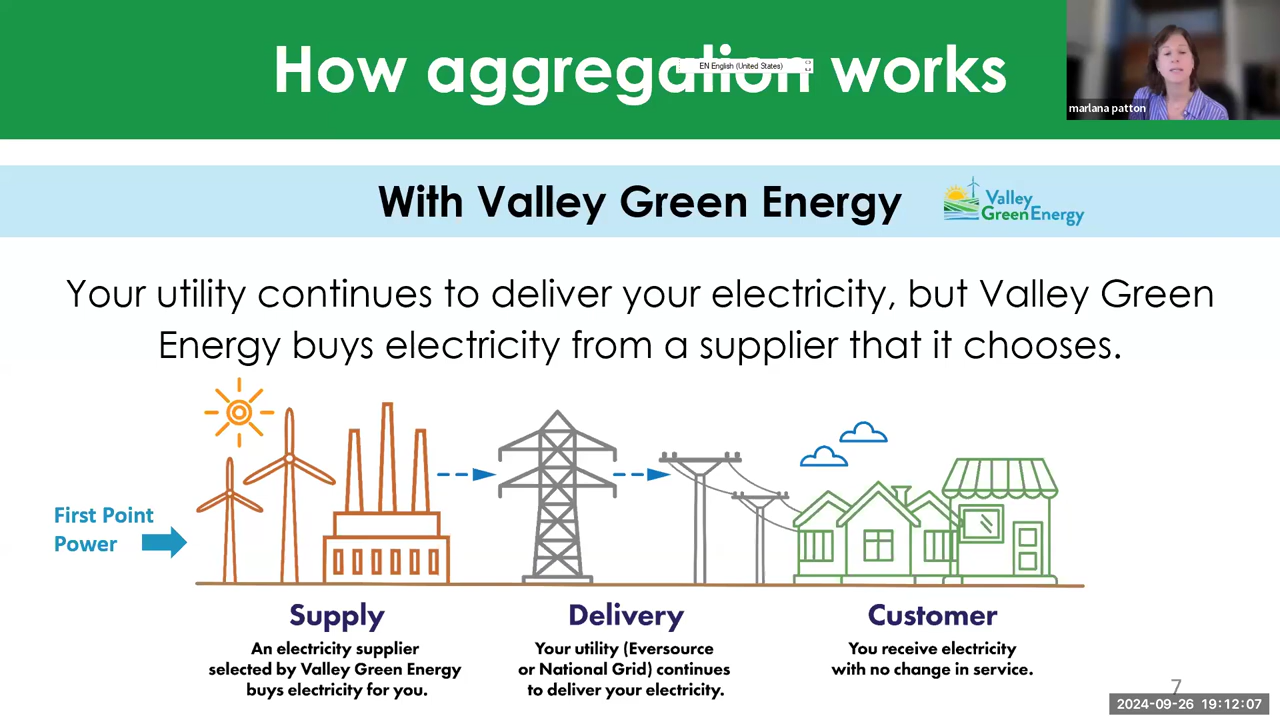 How aggregation works
EN English (United States)
marlana patton
With Valley Green Energy
Valley
GreenEnergy
Your utility continues to deliver your electricity, but Valley Green
Energy buys electricity from a supplier that it chooses.
First Point
Power
Supply
An electricity supplier
selected by Valley Green Energy
buys electricity for you.
Delivery
Your utility (Eversource
or National Grid) continues
to deliver your electricity.
Customer
You receive electricity
with no change in service.
7
2024-09-26 19:12:07